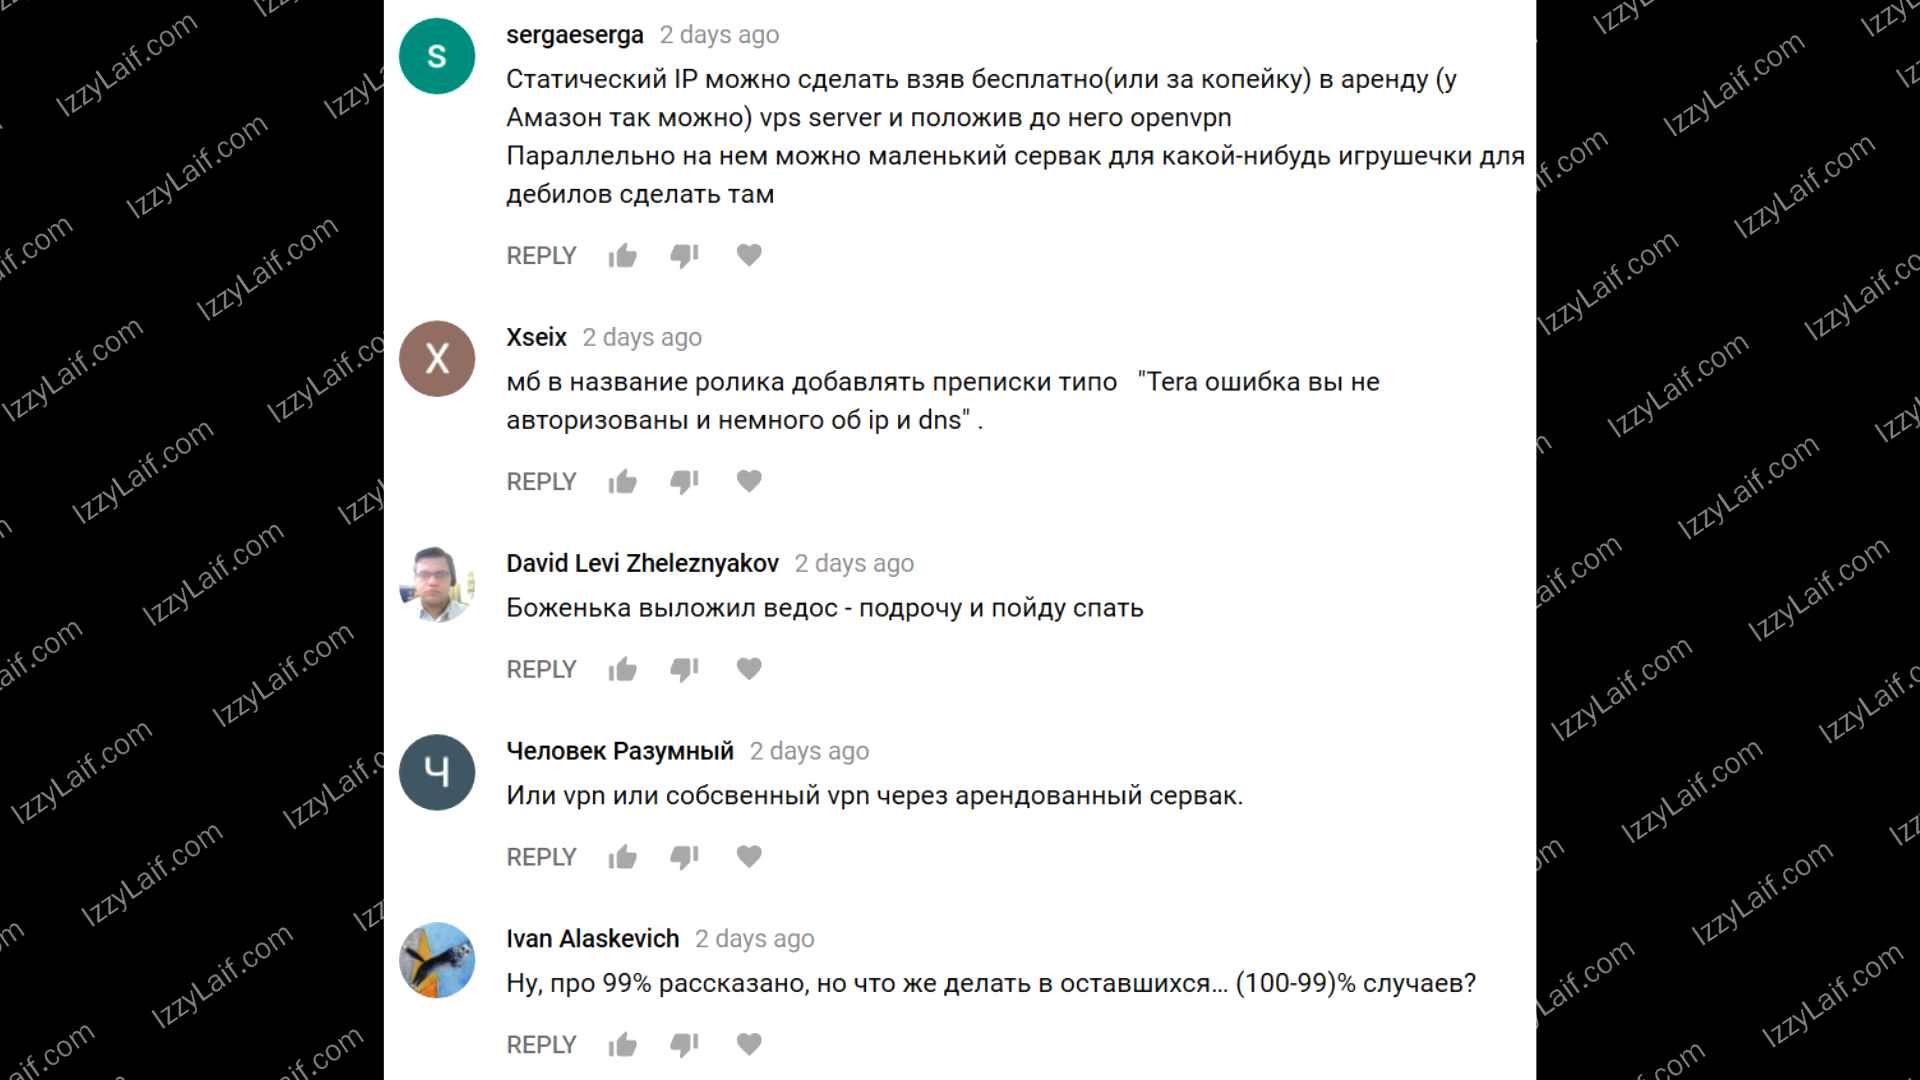 sergaeserga 2 days ago
Статический IP можно сделать взяв бесплатно(или за копейку) в аренду (у
Амазон так можно) vps server и положив до него openvpn
Параллельно на нем можно маленький сервак для какой-нибудь игрушечки для
дебилов сделать там
REPLY
Xseix 2 days ago
мб в название ролика добавлять преписки типо "Tera ошибка вы не
авторизованы и немного об ip и dns" .
REPLY
David Levi Zheleznyakov 2 days ago
Боженька выложил ведос - подрочу и пойду спать
REPLY
Человек Разумный 2 days ago
Или vpn или собсвенный vpn через арендованный сервак.
REPLY
Ivan Alaskevich 2 days ago
Ну, про 99% рассказано, но что же делать в оставшихся... (100-99)% случаев?
REPLY
IzzyLaif.com